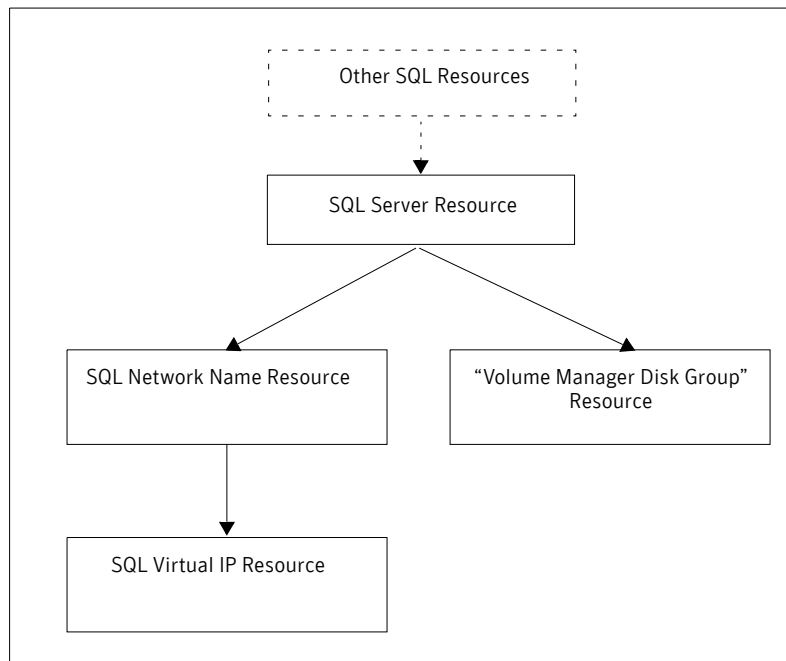 Other SQL Resources
SQL Server Resource
SQL Network Name Resource
“Volume Manager Disk Group”
Resource
SQL Virtual IP Resource